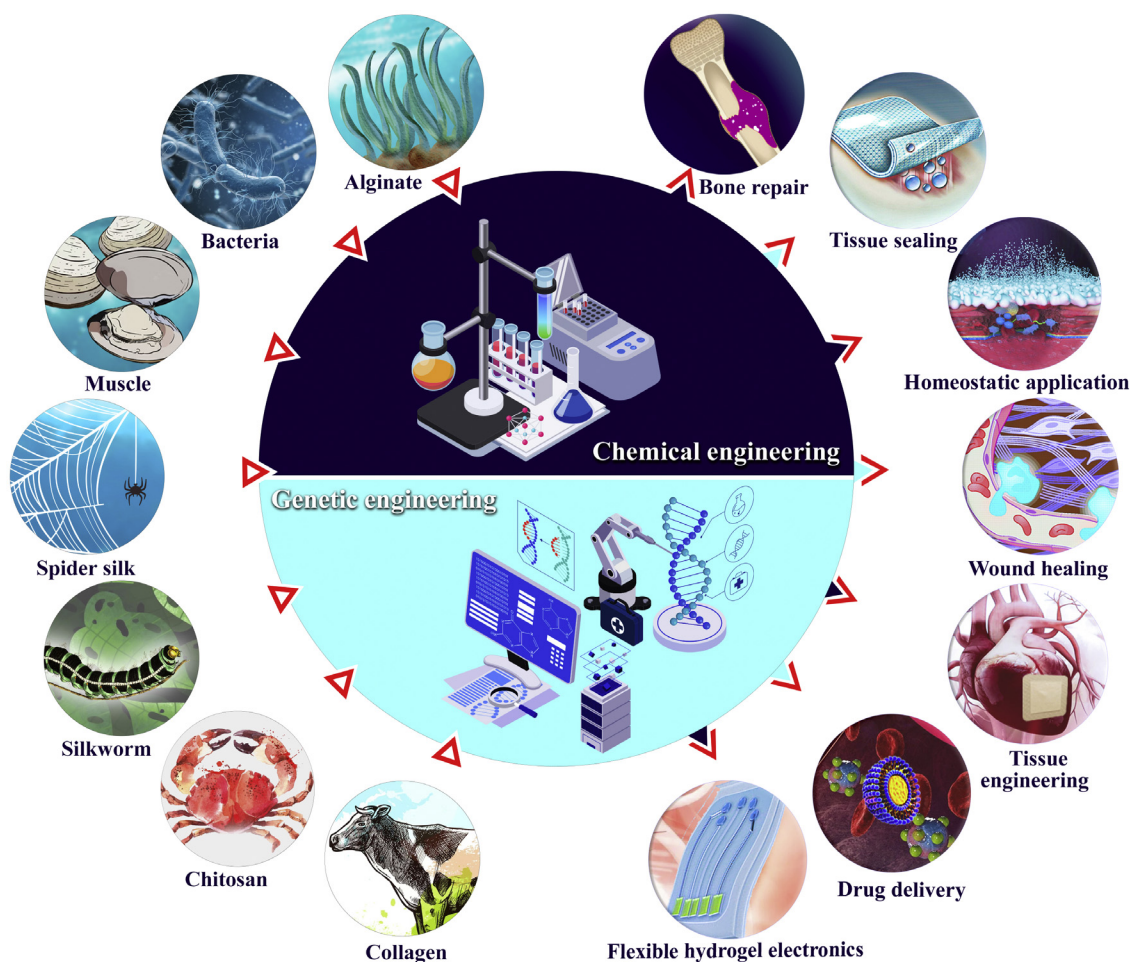 Alginate
Bacteria
Muscle
Spider silk
Silkworm
Chitosan
Collagen
Chemical engineering
Genetic engineering
Bone repair
Tissue sealing
Homeostatic application
Wound healing
Tissue
engineering
Drug delivery
Flexible hydrogel electronics